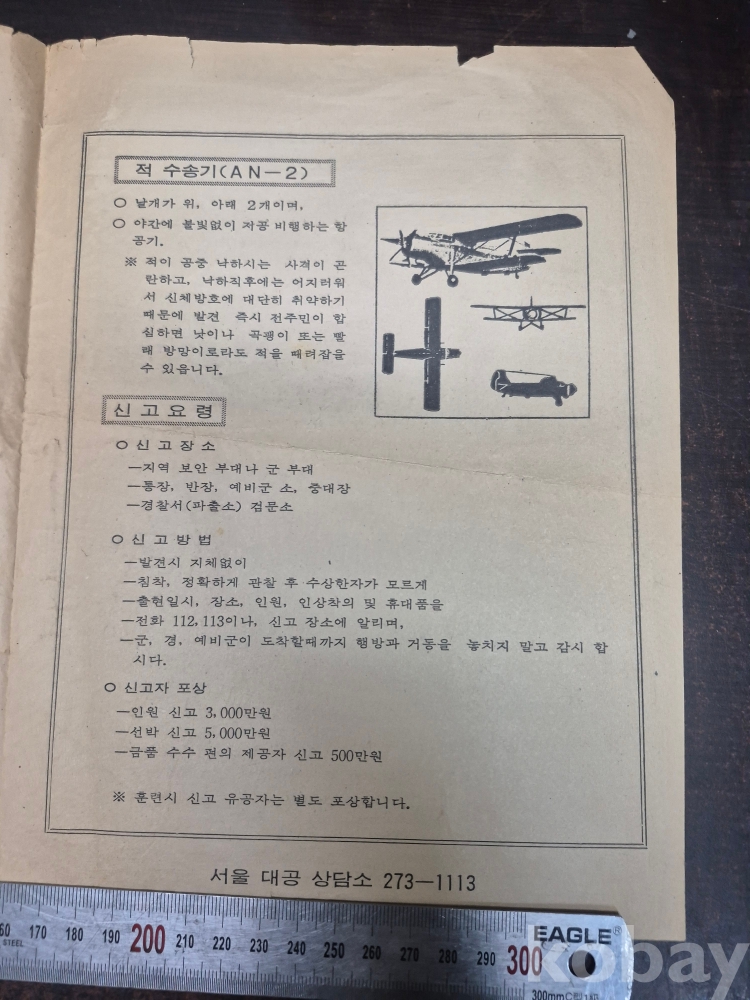 적 수송기(AN－2)
○ 날개가 위, 아래 2개이며,
○ 야간에 불빛없이 저공 비행하는 항
공기.
※ 적이 공중 낙하시는 사격이 곤
란하고, 낙하직후에는 어지러워
서 신체방호에 대단히 취약하기
때문에 발견 즉시 전주민이 합
심하면 낫이나 곡괭이 또는 빨
래 방망이로라도 적을 때려잡을
수 있읍니다.
신고요령
○ 신고장소
—지역 보안 부대나 군 부대
—통장, 반장, 예비군 소, 중대장
—경찰서(파출소) 검문소
○ 신고방법
—발견시 지체없이
—침착, 정확하게 관찰 후 수상한자가 모르게
—출현일시, 장소, 인원, 인상착의 및 휴대품을
—전화 112, 113이나, 신고 장소에 알리며,
—군, 경, 예비군이 도착할때까지 행방과 거동을 놓치지 말고 감시 합
시다.
○ 신고자 포상
—인원 신고 3,000만원
—선박 신고 5,000만원
—금품 수수 편의 제공자 신고 500만원
※ 훈련시 신고 유공자는 별도 포상합니다.
서울 대공 상담소 273—1113
60 170 180 190 200 210 220 230 240 250 260 270 280 290 300
STEEL
EAGLE®
300mm
kobay